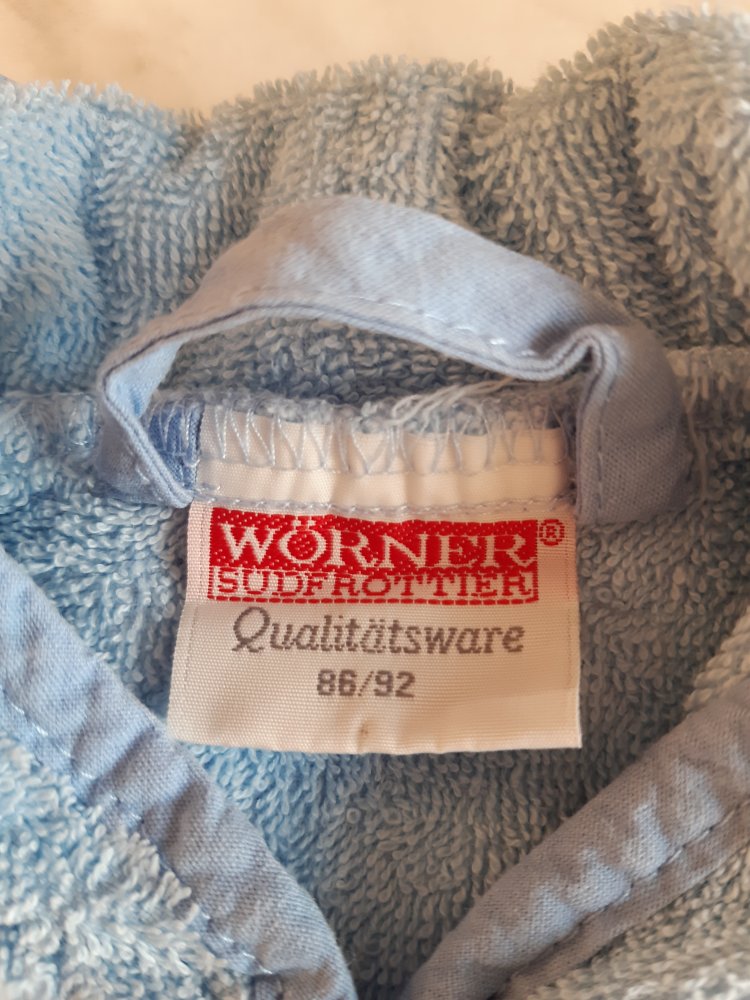 WÖRNER®
SÜDFROTTIER
Qualitätsware
86/92